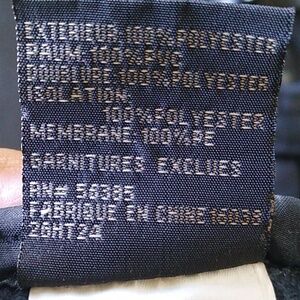 EXTERIEUR: 100% POLYESTER
PAUM: 100% PVC
DOUBLURE: 100% POLYESTER
ISOLATION:
100% POLYESTER
MEMBRANE: 100% PE
GARNITURES EXCLUES
RN# 56385
FABRIQUE EN CHINE 16038
26HT24